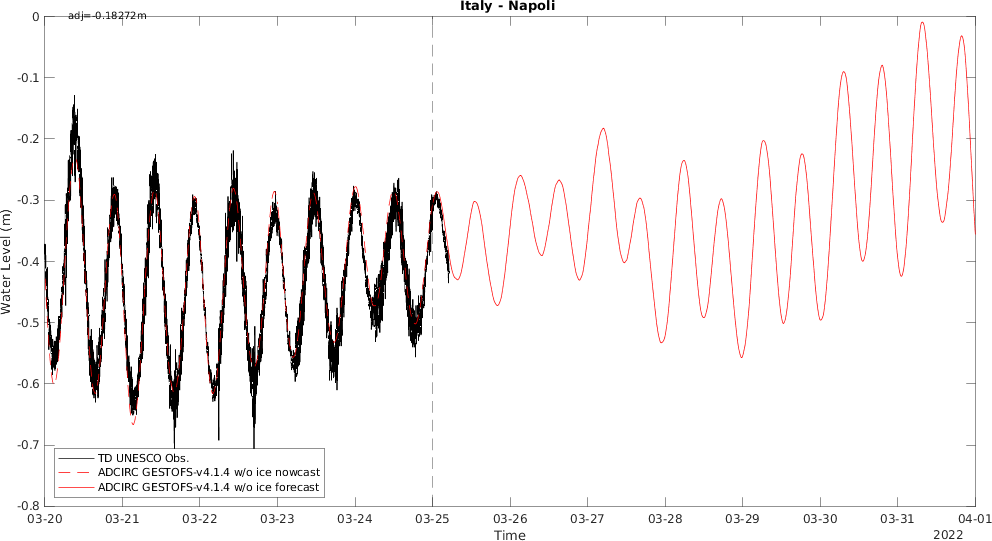 Italy - Napoli
adj=-0.18272m
0
-0.1
-0.2
-0.3
-0.4
-0.5
-0.6
-0.7
-0.8
Water Level (m)
TD UNESCO Obs.
ADCIRC GESTOFS-v4.1.4 w/o ice nowcast
ADCIRC GESTOFS-v4.1.4 w/o ice forecast
03-20 03-21 03-22 03-23 03-24 03-25 03-26 03-27 03-28 03-29 03-30 03-31 04-01
Time
2022